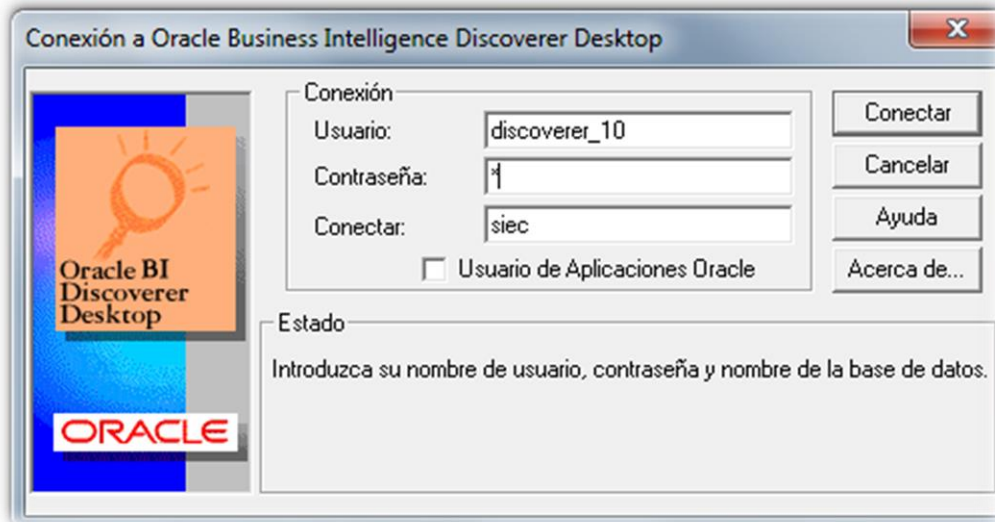 Conexión a Oracle Business Intelligence Discoverer Desktop
x
Oracle BI
Discoverer
Desktop
ORACLE
Conexión
Usuario: discoverer_10
Contraseña: *
Conectar: siec
Usuario de Aplicaciones Oracle
Conectar
Cancelar
Ayuda
Acerca de...
Estado
Introduzca su nombre de usuario, contraseña y nombre de la base de datos.